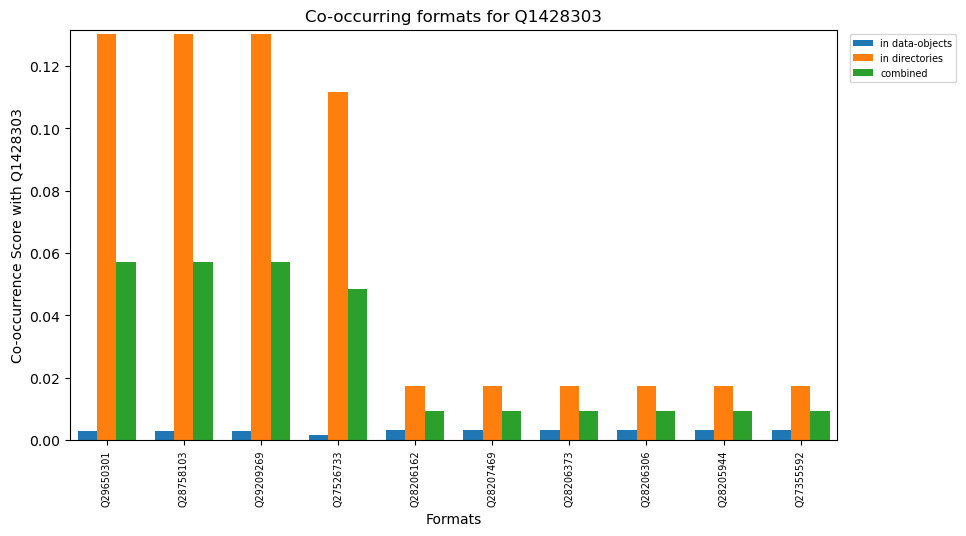 Co-occurring formats for Q1428303
in data-objects
in directories
combined
Co-occurrence Score with Q1428303
0.12
0.10
0.08
0.06
0.04
0.02
0.00
Q29650301
Q28758103
Q29209269
Q27526733
Q28206162
Q28207469
Q28206373
Q28206306
Q28205944
Q27355592
Formats